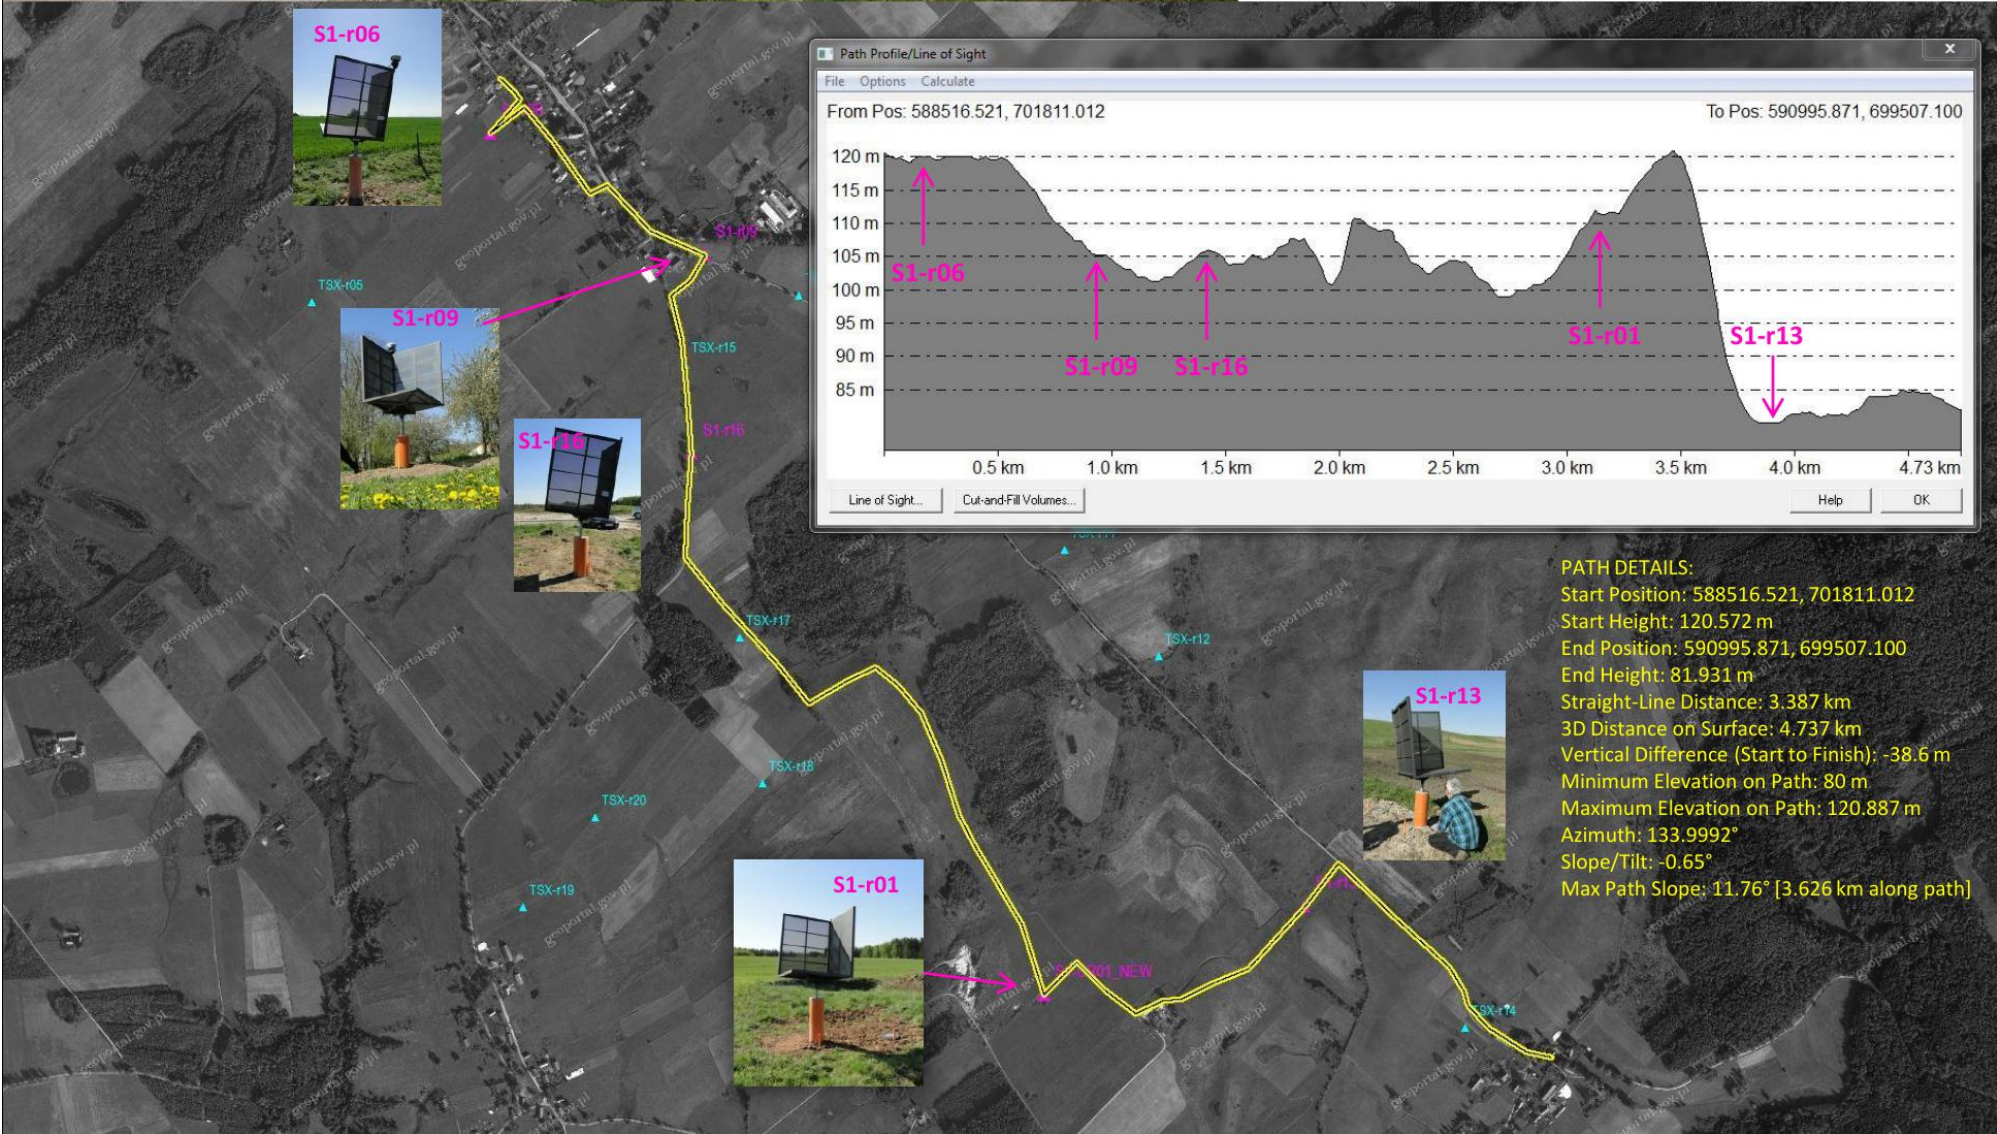 S1-r06
Path Profile/Line of Sight
x
File Options Calculate
From Pos: 588516.521, 701811.012
To Pos: 590995.871, 699507.100
120 m
115 m
110 m
105 m
100 m
95 m
90 m
85 m
S1-r06
S1-r09
S1-r16
S1-r01
S1-r13
0.5 km
1.0 km
1.5 km
2.0 km
2.5 km
3.0 km
3.5 km
4.0 km
4.73 km
Line of Sight...
Cut-and-Fill Volumes...
Help
OK
S1-r09
TSX-r05
S1-r09
TSX-r15
S1-r16
S1-r16
TSX-r17
TSX-r12
TSX-r18
TSX-r20
TSX-r19
S1-r13
S1-r01
TSX-r14
PATH DETAILS:
Start Position: 588516.521, 701811.012
Start Height: 120.572 m
End Position: 590995.871, 699507.100
End Height: 81.931 m
Straight-Line Distance: 3.387 km
3D Distance on Surface: 4.737 km
Vertical Difference (Start to Finish): -38.6 m
Minimum Elevation on Path: 80 m
Maximum Elevation on Path: 120.887 m
Azimuth: 133.9992°
Slope/Tilt: -0.65°
Max Path Slope: 11.76° [3.626 km along path]
geoportal.gov.pl